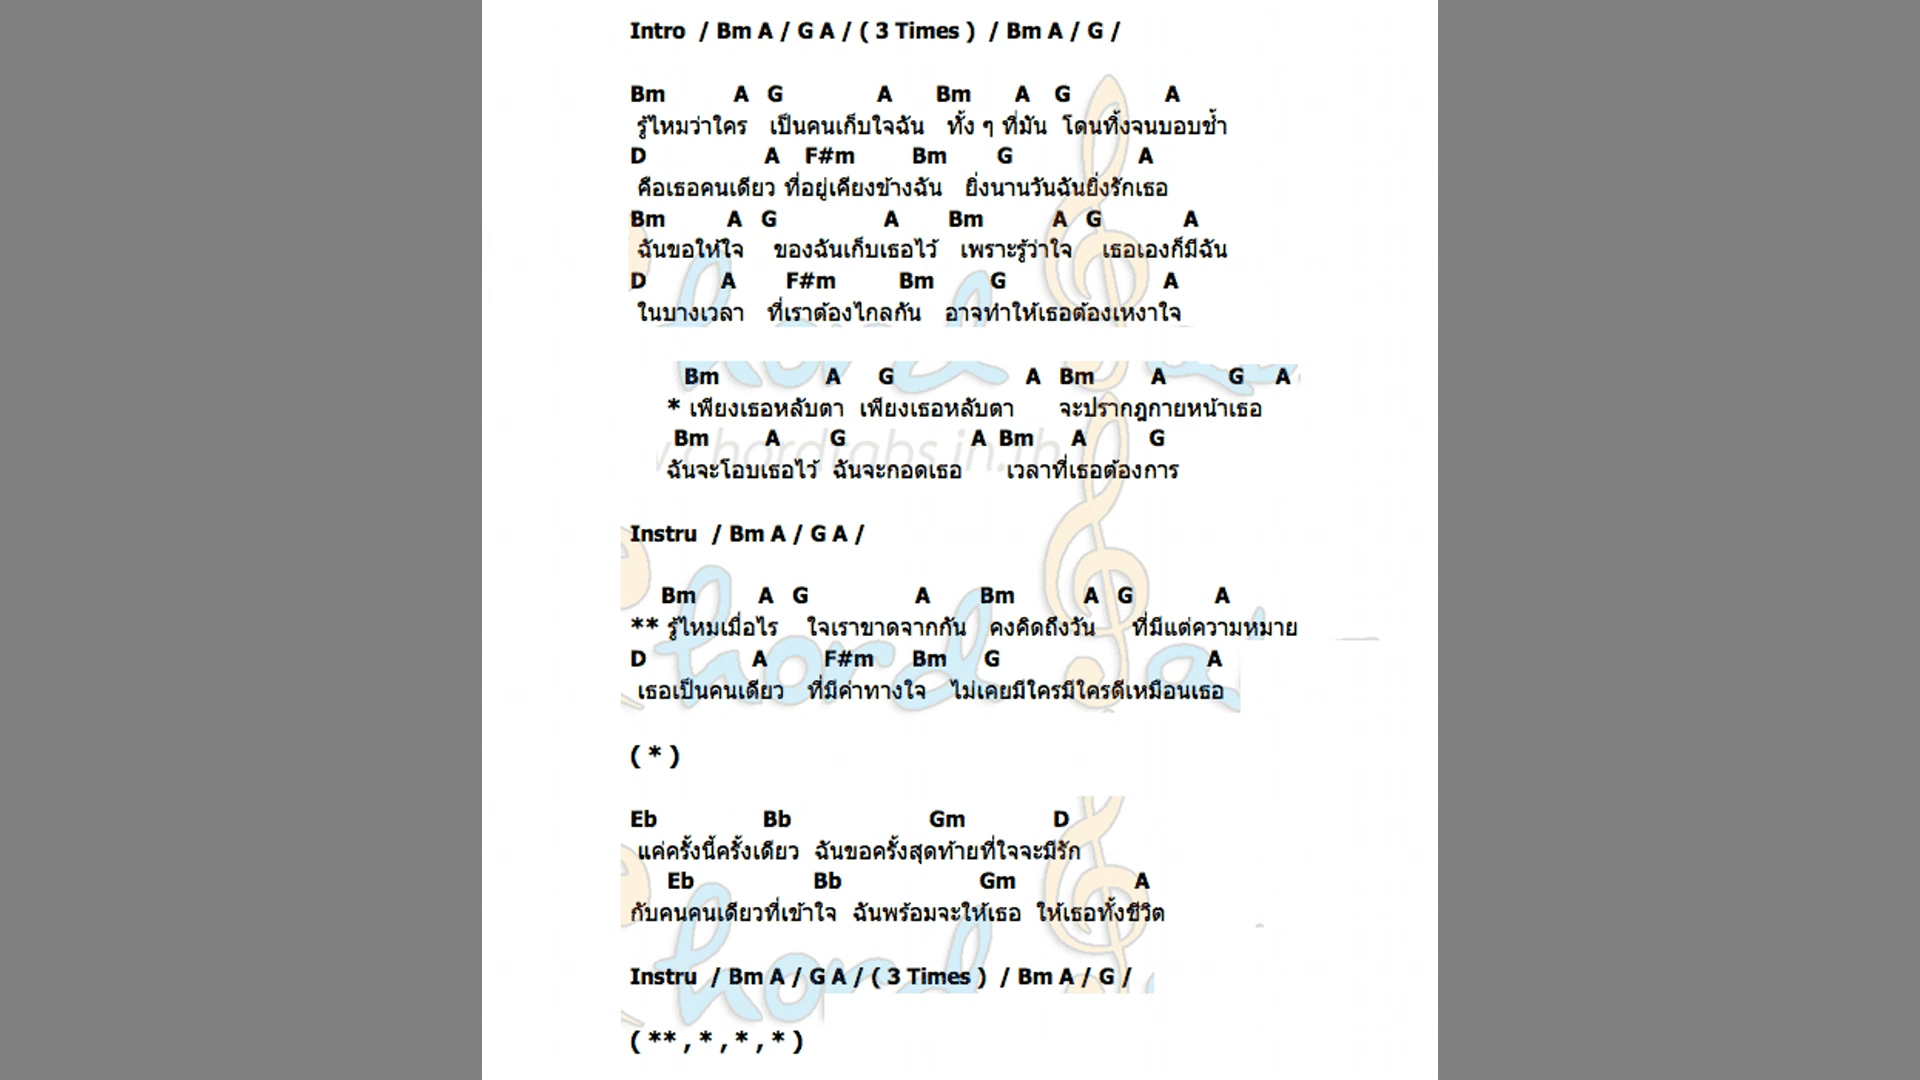 Intro / Bm A / G A / ( 3 Times ) / Bm A / G /
Bm A G A Bm A G A
รู้ไหมว่าใคร เป็นคนเก็บใจฉัน ทั้ง ๆ ที่มัน โดนทิ้งจนบอบช้ำ
D A F#m Bm G A
คือเธอคนเดียว ที่อยู่เคียงข้างฉัน ยิ่งนานวันฉันยิ่งรักเธอ
Bm A G A Bm A G A
ฉันขอให้ใจ ของฉันเก็บเธอไว้ เพราะรู้ว่าใจ เธอเองก็มีฉัน
D A F#m Bm G A
ในบางเวลา ที่เราต้องไกลกัน อาจทำให้เธอต้องเหงาใจ
Bm A G A Bm A G A
* เพียงเธอหลับตา เพียงเธอหลับตา จะปรากฎกายหน้าเธอ
Bm A G A Bm A G
ฉันจะโอบเธอไว้ ฉันจะกอดเธอ เวลาที่เธอต้องการ
Instru / Bm A / G A /
Bm A G A Bm A G A
** รู้ไหมเมื่อไร ใจเราขาดจากกัน คงคิดถึงวัน ที่มีแต่ความหมาย
D A F#m Bm G A
เธอเป็นคนเดียว ที่มีค่าทางใจ ไม่เคยมีใครมีใครดีเหมือนเธอ
( * )
Eb Bb Gm D
แค่ครั้งนี้ครั้งเดียว ฉันขอครั้งสุดท้ายที่ใจจะมีรัก
Eb Bb Gm A
กับคนคนเดียวที่เข้าใจ ฉันพร้อมจะให้เธอ ให้เธอทั้งชีวิต
Instru / Bm A / G A / ( 3 Times ) / Bm A / G /
( ** , * , * , * )